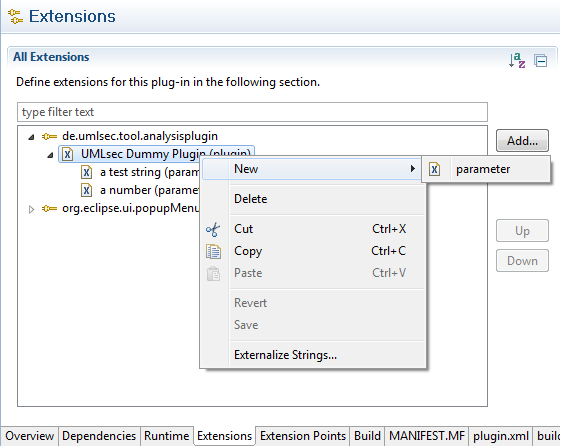 Extensions
All Extensions
Define extensions for this plug-in in the following section.
type filter text
de.umlsec.tool.analysisplugin
Add...
UMLsec Dummy Plugin (plugin)
New
parameter
a test string (param
Delete
a number (parame
org.eclipse.ui.popupMenu
Cut Ctrl+X
Up
Copy Ctrl+C
Down
Paste Ctrl+V
Revert
Save
Externalize Strings...
Overview Dependencies Runtime Extensions Extension Points Build MANIFEST.MF plugin.xml build